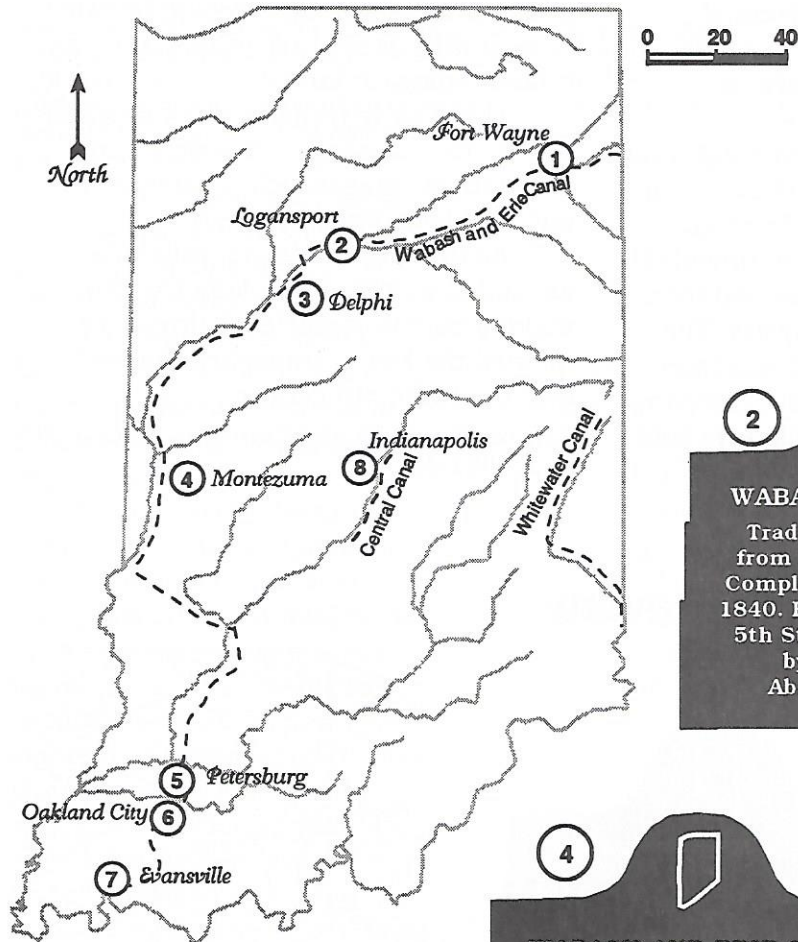 0 20 40
North
Fort Wayne
1
Wabash and Erie Canal
Logansport
2
3 Delphi
Indianapolis
8
4 Montezuma
Central Canal
Whitewater Canal
5 Petersburg
Oakland City
6
7 Evansville
2
WABA
Trad
from
Compl
1840.
5th S
b
Ab
4